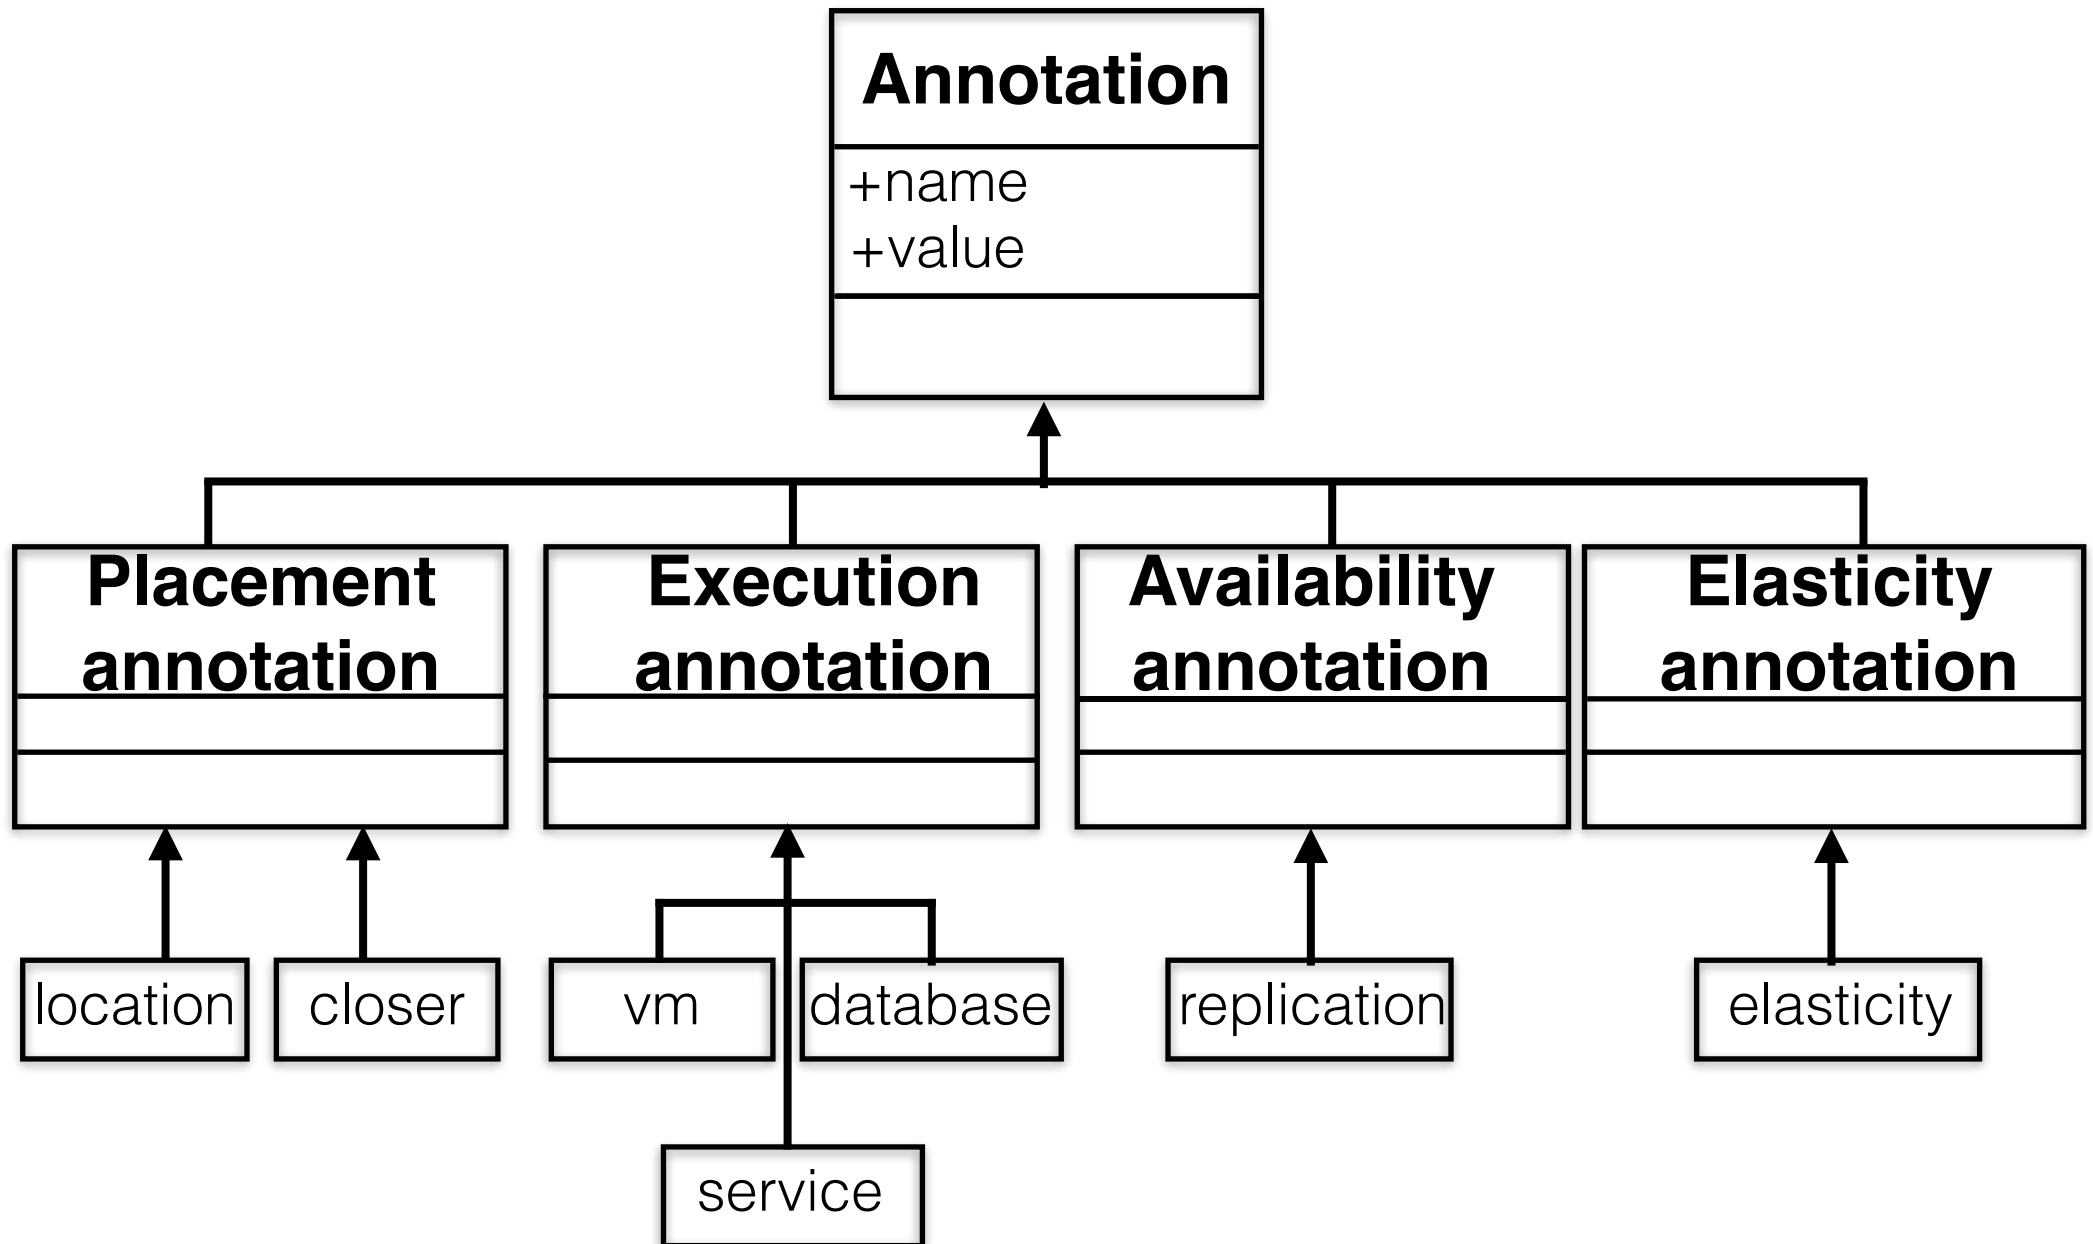 Annotation
+name
+value
Placement
annotation
Execution
annotation
Availability
annotation
Elasticity
annotation
location
closer
vm
database
replication
elasticity
service